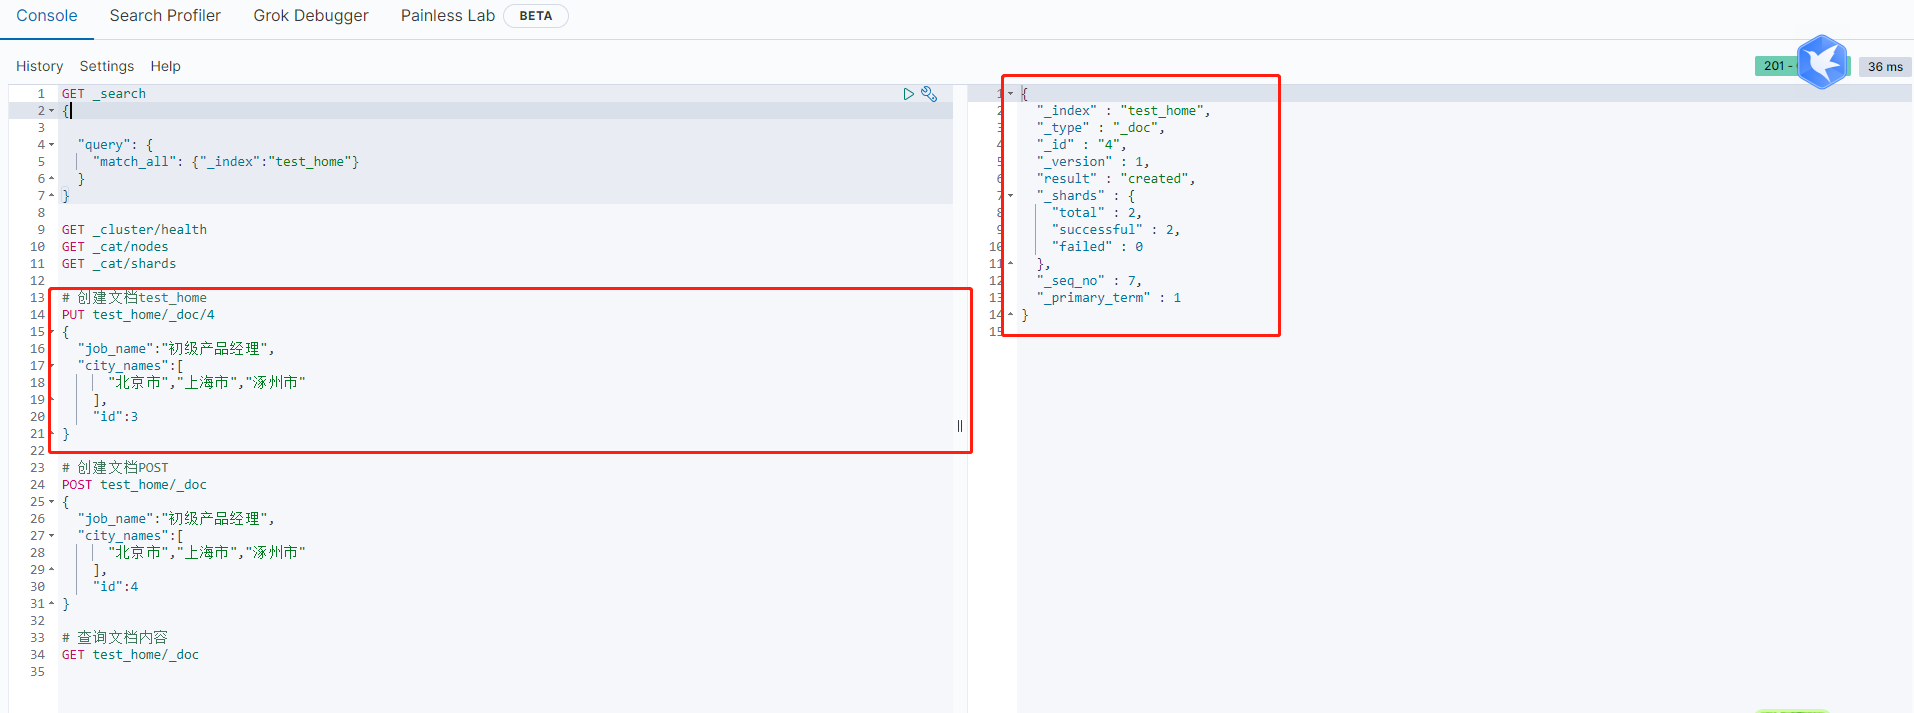 Console Search Profiler Grok Debugger Painless Lab BETA
History Settings Help
201 - 36 ms
1 GET _search
2 {
3
4 "query": {
5 "match_all": {"_index":"test_home"}
6 }
7 }
8
9 GET _cluster/health
10 GET _cat/nodes
11 GET _cat/shards
12
13 # 创建文档test_home
14 PUT test_home/_doc/4
15 {
16 "job_name":"初级产品经理",
17 "city_names":[
18 "北京市","上海市","涿州市"
19 ],
20 "id":3
21 }
22
23 # 创建文档POST
24 POST test_home/_doc
25 {
26 "job_name":"初级产品经理",
27 "city_names":[
28 "北京市","上海市","涿州市"
29 ],
30 "id":4
31 }
32
33 # 查询文档内容
34 GET test_home/_doc
35
1 {
2 "_index" : "test_home",
3 "_type" : "_doc",
4 "_id" : "4",
5 "_version" : 1,
6 "result" : "created",
7 "_shards" : {
8 "total" : 2,
9 "successful" : 2,
10 "failed" : 0
11 },
12 "_seq_no" : 7,
13 "_primary_term" : 1
14 }
15